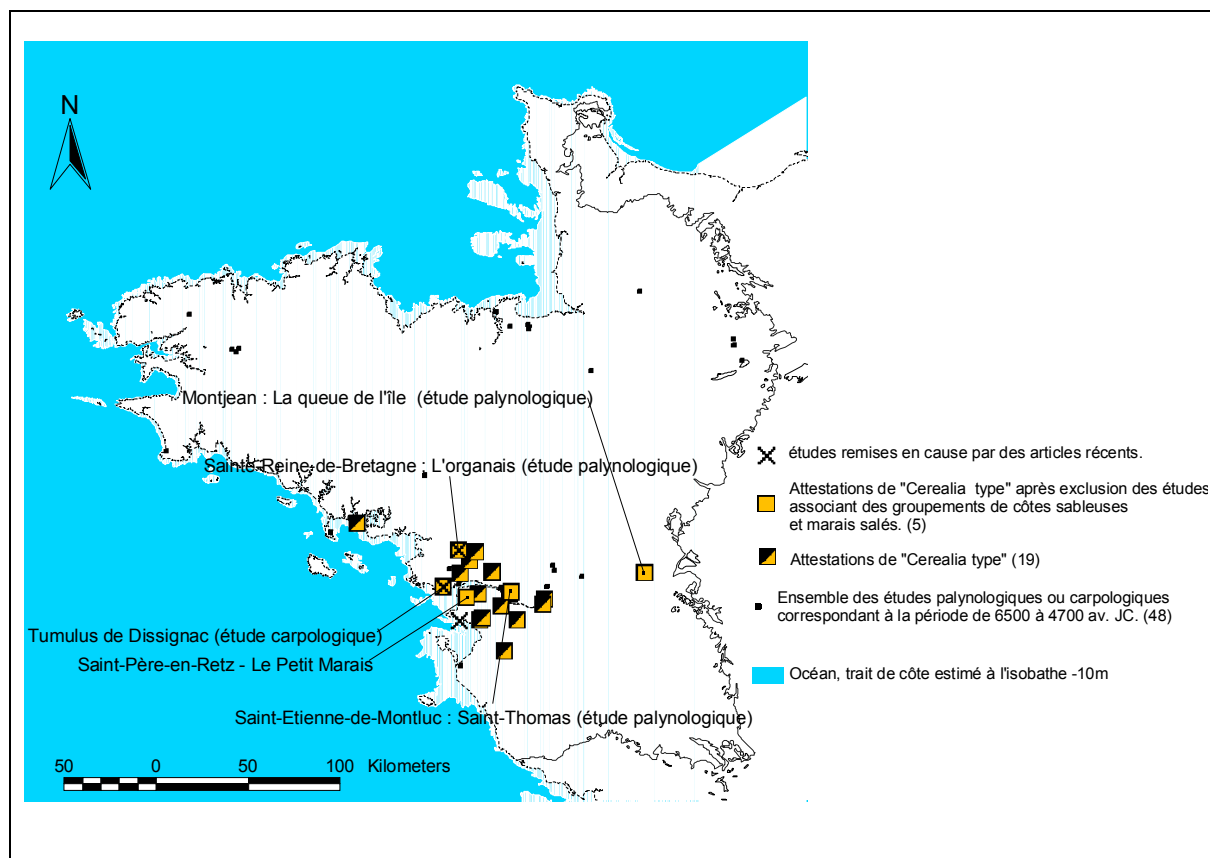 N
Montjean : La queue de l'île (étude palynologique)
Sainte-Reine-de-Bretagne : L'organais (étude palynologique)
Tumulus de Dissignac (étude carpologique)
Saint-Père-en-Retz - Le Petit Marais
Saint-Etienne-de-Montluc : Saint-Thomas (étude palynologique)
50 0 50 100 Kilometers
études remises en cause par des articles récents.
Attestations de "Cerealia type" après exclusion des études
associant des groupements de côtes sableuses
et marais salés. (5)
Attestations de "Cerealia type" (19)
Ensemble des études palynologiques ou carpologiques
correspondant à la période de 6500 à 4700 av. JC. (48)
Océan, trait de côte estimé à l'isobathe -10m